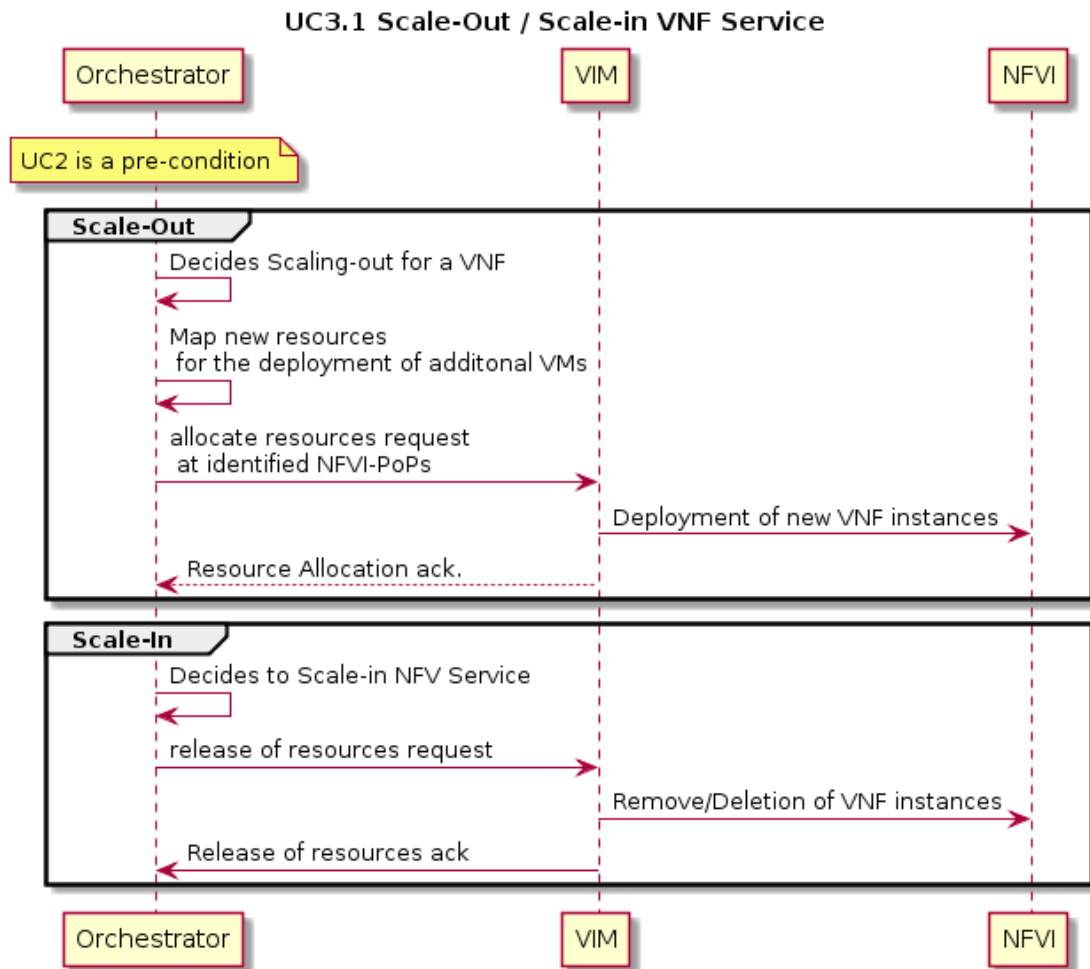 UC3.1 Scale-Out / Scale-in VNF Service
Orchestrator
VIM
NFVI
UC2 is a pre-condition
Scale-Out
Decides Scaling-out for a VNF
Map new resources
for the deployment of additonal VMs
allocate resources request
at identified NFVI-PoPs
Deployment of new VNF instances
Resource Allocation ack.
Scale-In
Decides to Scale-in NFV Service
release of resources request
Remove/Deletion of VNF instances
Release of resources ack
Orchestrator
VIM
NFVI